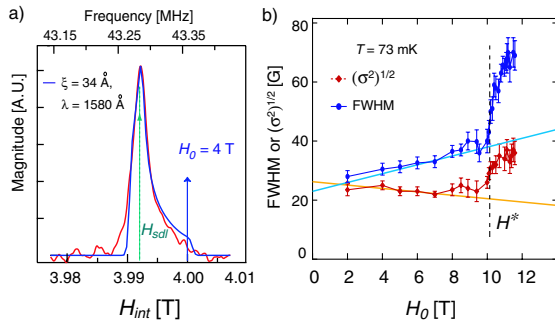 a)
Frequency [MHz]
43.15 43.25 43.35
Magnitude [A.U.]
ξ = 34 Å,
λ = 1580 Å
H0 = 4 T
Hsdl
3.98 3.99 4.00 4.01
Hint [T]
b)
80
60
40
20
0
FWHM or (σ²)^1/2 [G]
T = 73 mK
(σ²)^1/2
FWHM
H*
0 2 4 6 8 10 12
H0 [T]